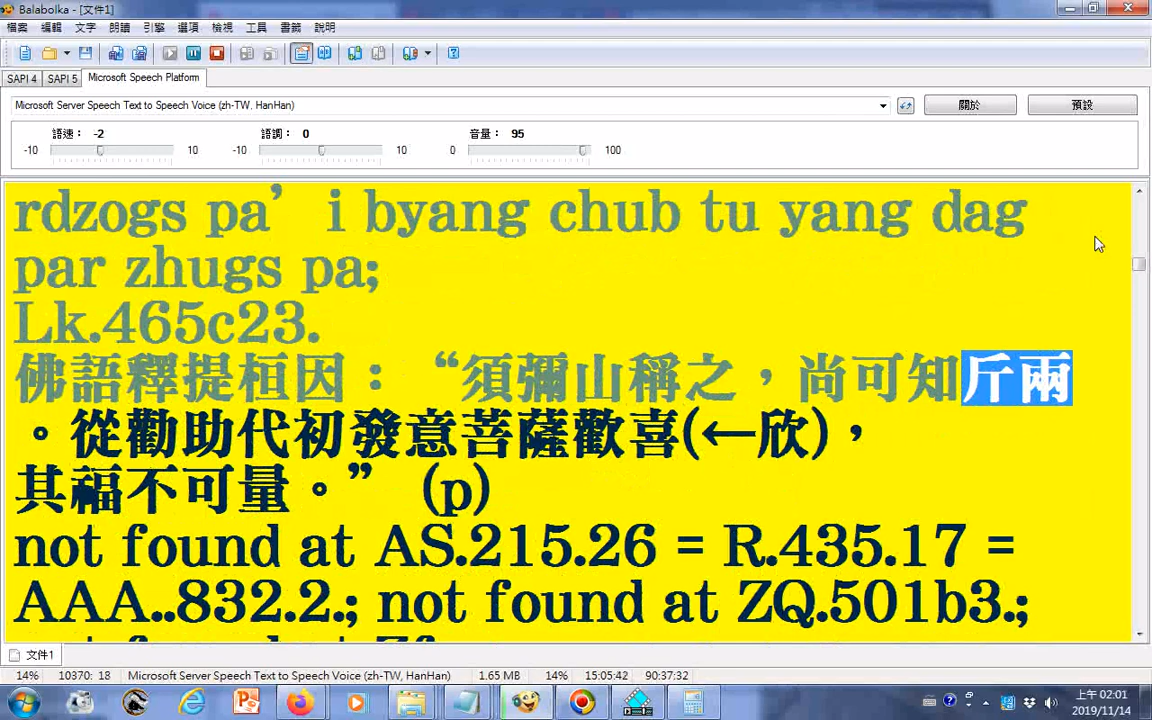 Balabolka - [文件1]
檔案 編輯 文字 朗讀 引擎 選項 檢視 工具 書籤 說明
SAPI 4 SAPI 5 Microsoft Speech Platform
Microsoft Server Speech Text to Speech Voice (zh-TW, HanHan) 關於 預設
語速： -2 語調： 0 音量： 95
-10 10 -10 10 0 100
rdzogs pa’i byang chub tu yang dag
par zhugs pa;
Lk.465c23.
佛語釋提桓因：“須彌山稱之，尚可知斤兩
。從勸助代初發意菩薩歡喜(←欣)，
其福不可量。” (p)
not found at AS.215.26 = R.435.17 =
AAA..832.2.; not found at ZQ.501b3.;
文件1
14% 10370: 18 Microsoft Server Speech Text to Speech Voice (zh-TW, HanHan) 1.65 MB 14% 15:05:42 90:37:32
上午 02:01
2019/11/14